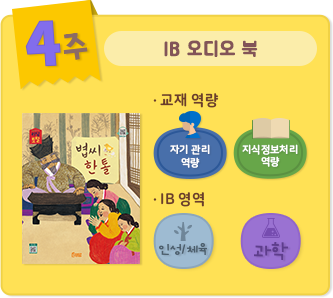 4주
IB 오디오 북
· 교재 역량
자기 관리
역량
지식정보처리
역량
볍씨
한 톨
· IB 영역
인성/체육
과학